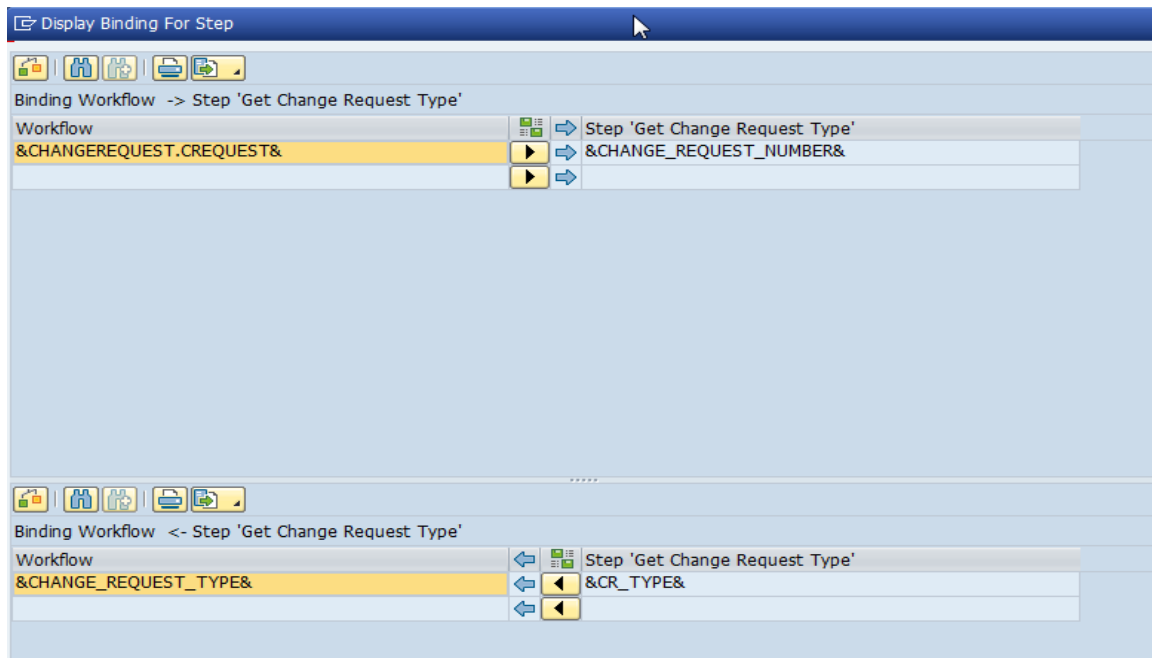 Display Binding For Step
Binding Workflow -> Step 'Get Change Request Type'
Workflow Step 'Get Change Request Type'
&CHANGEREQUEST.CREQUEST& &CHANGE_REQUEST_NUMBER&
Binding Workflow <- Step 'Get Change Request Type'
Workflow Step 'Get Change Request Type'
&CHANGE_REQUEST_TYPE& &CR_TYPE&